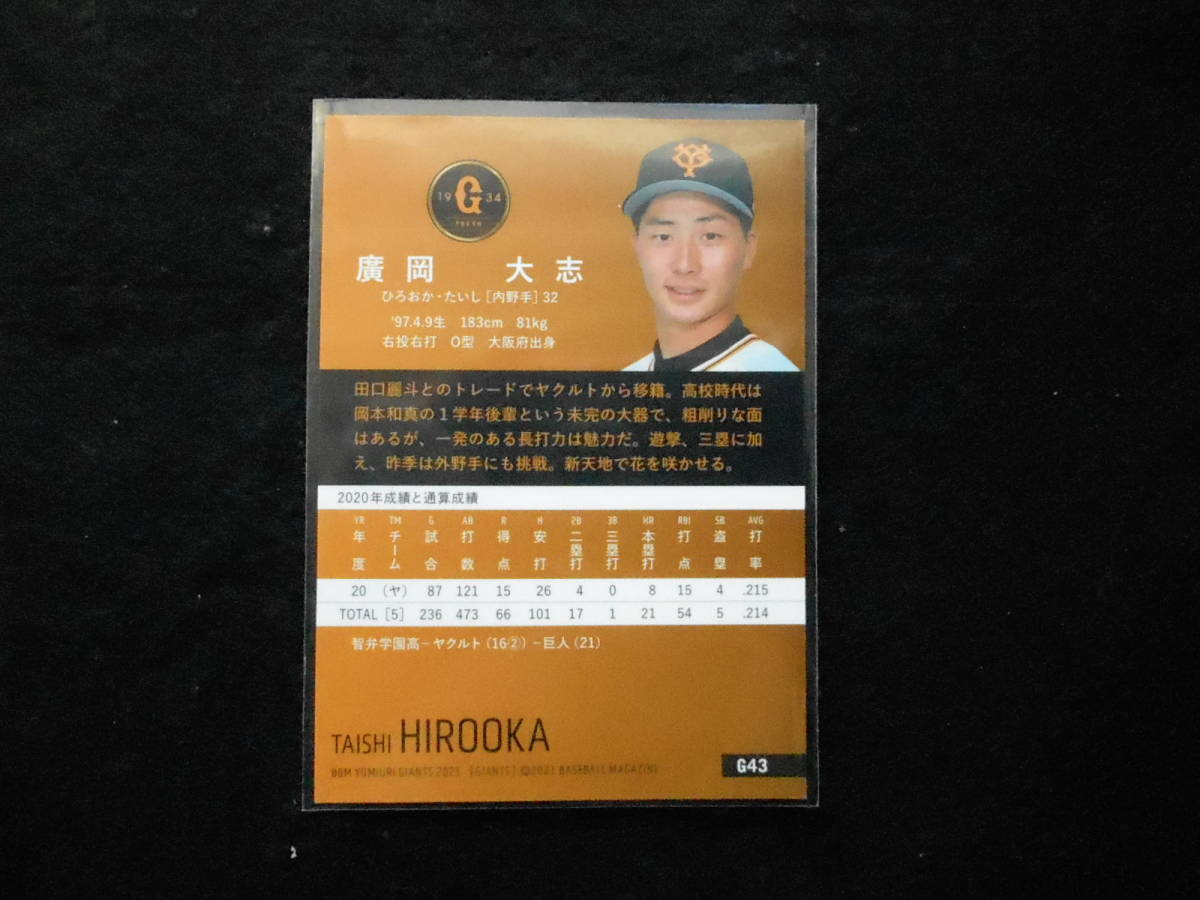 19 G 34
TOKYO
廣岡 大志
ひろおか・たいし［内野手］32
'97.4.9生 183cm 81kg
右投右打 O型 大阪府出身
田口麗斗とのトレードでヤクルトから移籍。高校時代は
岡本和真の1学年後輩という未完の大器で、粗削りな面
はあるが、一発のある長打力は魅力だ。遊撃、三塁に加
え、昨季は外野手にも挑戦。新天地で花を咲かせる。
2020年成績と通算成績
YR TM G AB R H 2B 3B HR RBI SB AVG
年度 チーム 試合 打数 得点 安打 二塁打 三塁打 本塁打 打点 盗塁 打率
20 （ヤ） 87 121 15 26 4 0 8 15 4 .215
TOTAL［5］ 236 473 66 101 17 1 21 54 5 .214
智弁学園高－ヤクルト（16②）－巨人（21）
TAISHI HIROOKA
BBM YOMIURI GIANTS 2021 [GIANTS] ©2021 BASEBALL MAGAZINE
G43